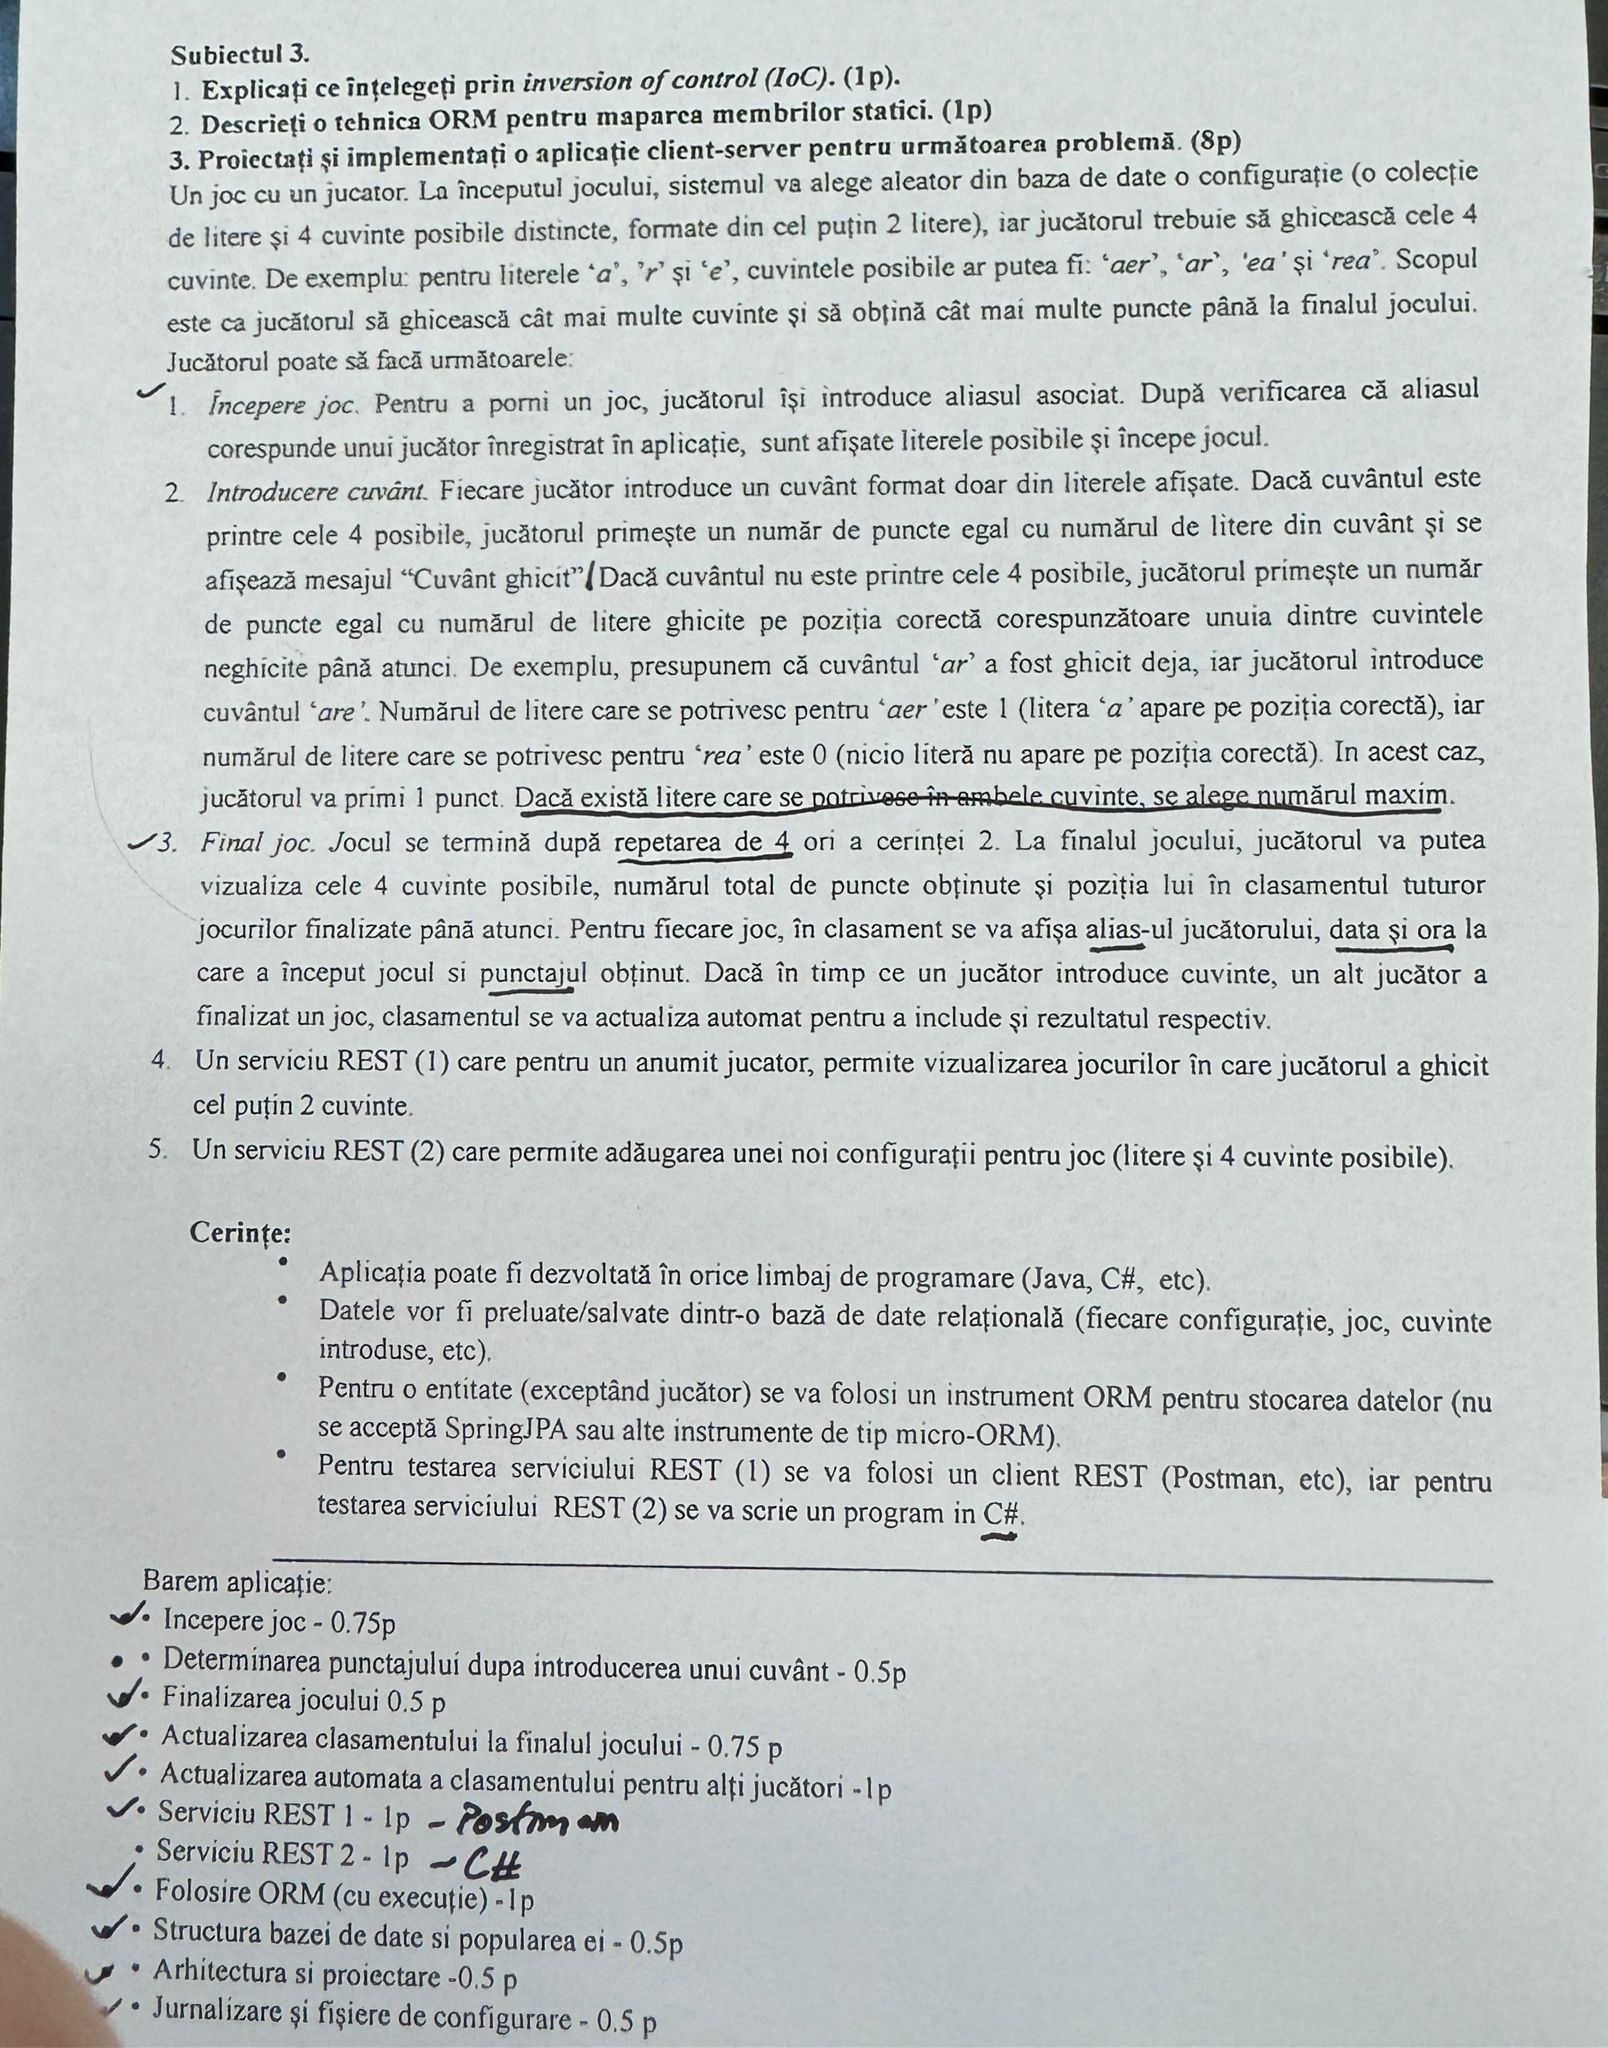 Subiectul 3.
1. Explicați ce înțelegeți prin inversion of control (IoC). (1p).
2. Descrieți o tehnica ORM pentru maparea membrilor statici. (1p)
3. Proiectați și implementați o aplicație client-server pentru următoarea problemă. (8p)
Un joc cu un jucator. La începutul jocului, sistemul va alege aleator din baza de date o configurație (o colecție
de litere și 4 cuvinte posibile distincte, formate din cel puțin 2 litere), iar jucătorul trebuie să ghicească cele 4
cuvinte. De exemplu: pentru literele ‘a’, ’r’ și ‘e’, cuvintele posibile ar putea fi: ‘aer’, ‘ar’, 'ea’ și ‘rea’. Scopul
este ca jucătorul să ghicească cât mai multe cuvinte și să obțină cât mai multe puncte până la finalul jocului.
Jucătorul poate să facă următoarele:
1. Începere joc. Pentru a porni un joc, jucătorul își introduce aliasul asociat. După verificarea că aliasul
corespunde unui jucător înregistrat în aplicație, sunt afișate literele posibile și începe jocul.
2. Introducere cuvânt. Fiecare jucător introduce un cuvânt format doar din literele afișate. Dacă cuvântul este
printre cele 4 posibile, jucătorul primește un număr de puncte egal cu numărul de litere din cuvânt și se
afișează mesajul “Cuvânt ghicit”. Dacă cuvântul nu este printre cele 4 posibile, jucătorul primește un număr
de puncte egal cu numărul de litere ghicite pe poziția corectă corespunzătoare unuia dintre cuvintele
neghicite până atunci. De exemplu, presupunem că cuvântul ‘ar’ a fost ghicit deja, iar jucătorul introduce
cuvântul ‘are’. Numărul de litere care se potrivesc pentru ‘aer’ este 1 (litera ‘a’ apare pe poziția corectă), iar
numărul de litere care se potrivesc pentru ‘rea’ este 0 (nicio literă nu apare pe poziția corectă). In acest caz,
jucătorul va primi 1 punct. Dacă există litere care se potrivesc în ambele cuvinte, se alege numărul maxim.
3. Final joc. Jocul se termină după repetarea de 4 ori a cerinței 2. La finalul jocului, jucătorul va putea
vizualiza cele 4 cuvinte posibile, numărul total de puncte obținute și poziția lui în clasamentul tuturor
jocurilor finalizate până atunci. Pentru fiecare joc, în clasament se va afișa alias-ul jucătorului, data și ora la
care a început jocul si punctajul obținut. Dacă în timp ce un jucător introduce cuvinte, un alt jucător a
finalizat un joc, clasamentul se va actualiza automat pentru a include și rezultatul respectiv.
4. Un serviciu REST (1) care pentru un anumit jucator, permite vizualizarea jocurilor în care jucătorul a ghicit
cel puțin 2 cuvinte.
5. Un serviciu REST (2) care permite adăugarea unei noi configurații pentru joc (litere și 4 cuvinte posibile).
Cerințe:
• Aplicația poate fi dezvoltată în orice limbaj de programare (Java, C#, etc).
• Datele vor fi preluate/salvate dintr-o bază de date relațională (fiecare configurație, joc, cuvinte
introduse, etc).
• Pentru o entitate (exceptând jucător) se va folosi un instrument ORM pentru stocarea datelor (nu
se acceptă SpringJPA sau alte instrumente de tip micro-ORM).
• Pentru testarea serviciului REST (1) se va folosi un client REST (Postman, etc), iar pentru
testarea serviciului REST (2) se va scrie un program in C#.
Barem aplicație:
• Incepere joc - 0.75p
• Determinarea punctajului dupa introducerea unui cuvânt - 0.5p
• Finalizarea jocului 0.5 p
• Actualizarea clasamentului la finalul jocului - 0.75 p
• Actualizarea automata a clasamentului pentru alți jucători -1p
• Serviciu REST 1 - 1p – Postman
• Serviciu REST 2 - 1p – C#
• Folosire ORM (cu execuție) -1p
• Structura bazei de date si popularea ei - 0.5p
• Arhitectura si proiectare -0.5 p
• Jurnalizare și fișiere de configurare - 0.5 p